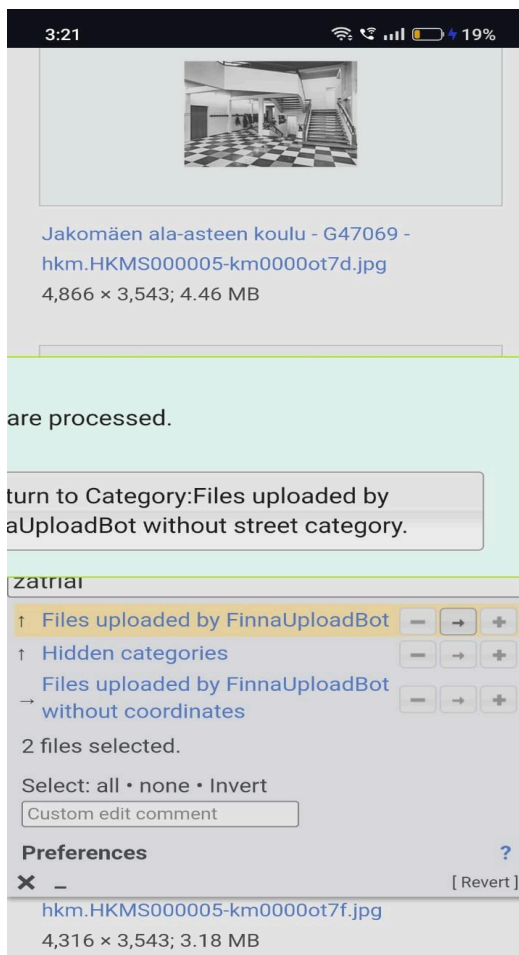 3:21
19%
Jakomäen ala-asteen koulu - G47069 -
hkm.HKMS000005-km0000ot7d.jpg
4,866 × 3,543; 4.46 MB
are processed.
turn to Category:Files uploaded by
aUploadBot without street category.
zatrial
↑ Files uploaded by FinnaUploadBot − → +
↑ Hidden categories − → +
→ Files uploaded by FinnaUploadBot
without coordinates − → +
2 files selected.
Select: all • none • Invert
Custom edit comment
Preferences ?
[ Revert ]
hkm.HKMS000005-km0000ot7f.jpg
4,316 × 3,543; 3.18 MB